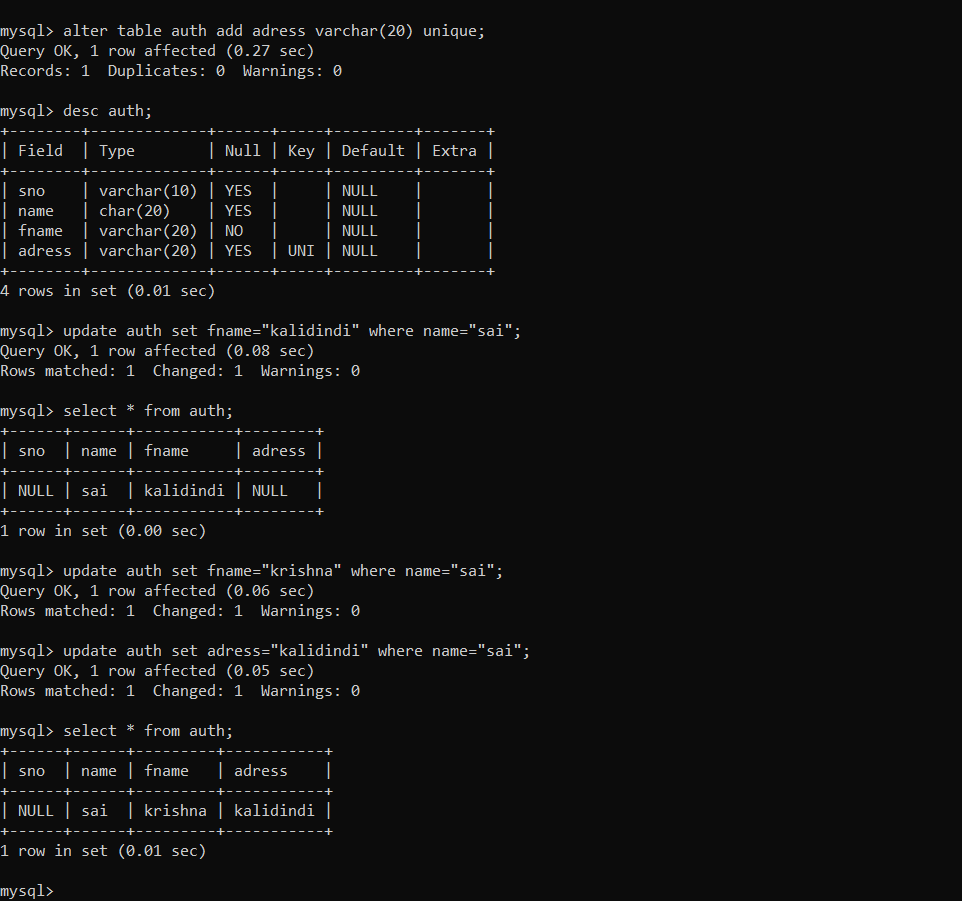 mysql> alter table auth add adress varchar(20) unique;
Query OK, 1 row affected (0.27 sec)
Records: 1  Duplicates: 0  Warnings: 0

mysql> desc auth;
+--------+-------------+------+-----+---------+-------+
| Field  | Type        | Null | Key | Default | Extra |
+--------+-------------+------+-----+---------+-------+
| sno    | varchar(10) | YES  |     | NULL    |       |
| name   | char(20)    | YES  |     | NULL    |       |
| fname  | varchar(20) | NO   |     | NULL    |       |
| adress | varchar(20) | YES  | UNI | NULL    |       |
+--------+-------------+------+-----+---------+-------+
4 rows in set (0.01 sec)

mysql> update auth set fname="kalidindi" where name="sai";
Query OK, 1 row affected (0.08 sec)
Rows matched: 1  Changed: 1  Warnings: 0

mysql> select * from auth;
+------+------+-----------+--------+
| sno  | name | fname     | adress |
+------+------+-----------+--------+
| NULL | sai  | kalidindi | NULL   |
+------+------+-----------+--------+
1 row in set (0.00 sec)

mysql> update auth set fname="krishna" where name="sai";
Query OK, 1 row affected (0.06 sec)
Rows matched: 1  Changed: 1  Warnings: 0

mysql> update auth set adress="kalidindi" where name="sai";
Query OK, 1 row affected (0.05 sec)
Rows matched: 1  Changed: 1  Warnings: 0

mysql> select * from auth;
+------+------+---------+-----------+
| sno  | name | fname   | adress    |
+------+------+---------+-----------+
| NULL | sai  | krishna | kalidindi |
+------+------+---------+-----------+
1 row in set (0.01 sec)

mysql>